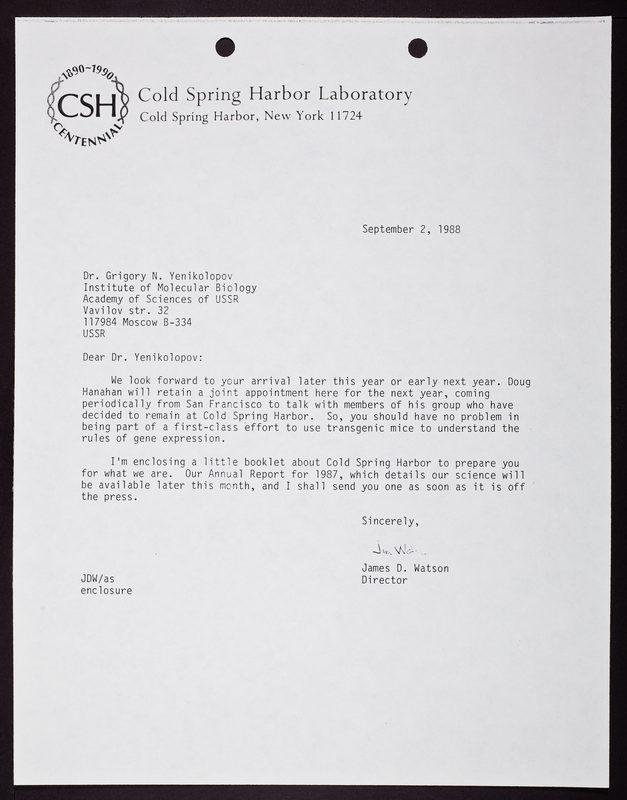 1890~1990
CSH
CENTENNIAL
Cold Spring Harbor Laboratory
Cold Spring Harbor, New York 11724
September 2, 1988
Dr. Grigory N. Yenikolopov
Institute of Molecular Biology
Academy of Sciences of USSR
Vavilov str. 32
117984 Moscow B-334
USSR
Dear Dr. Yenikolopov:
We look forward to your arrival later this year or early next year. Doug
Hanahan will retain a joint appointment here for the next year, coming
periodically from San Francisco to talk with members of his group who have
decided to remain at Cold Spring Harbor. So, you should have no problem in
being part of a first-class effort to use transgenic mice to understand the
rules of gene expression.
I'm enclosing a little booklet about Cold Spring Harbor to prepare you
for what we are. Our Annual Report for 1987, which details our science will
be available later this month, and I shall send you one as soon as it is off
the press.
Sincerely,
James D. Watson
Director
JDW/as
enclosure